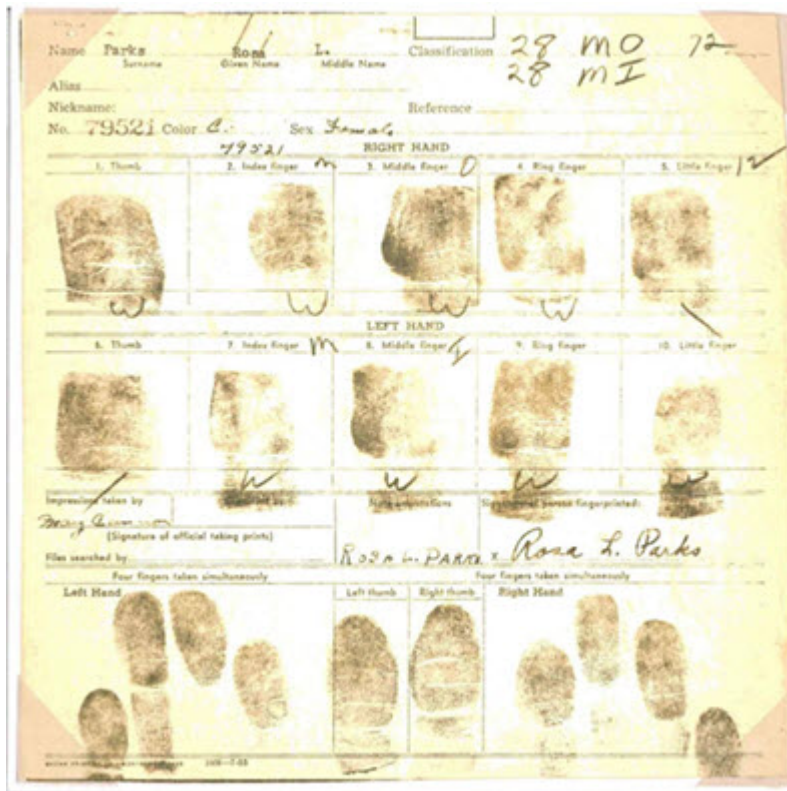 Name Parks Rosa L. Classification 28 MO 12
Surname Given Name Middle Name 28 MI
Alias
Nickname: Reference
No. 79521 Color C. Sex Female
79521 RIGHT HAND
1. Thumb 2. Index finger M 3. Middle finger O 4. Ring finger 5. Little finger 12
W W W W \
LEFT HAND
6. Thumb 7. Index finger M 8. Middle finger I 9. Ring finger 10. Little finger
/ W W W W
Impressions taken by Note amputations person fingerprinted:
(Signature of official taking prints)
Rosa L. Parks x Rosa L. Parks
Files searched by
Four fingers taken simultaneously Four fingers taken simultaneously
Left Hand Left thumb Right thumb Right Hand